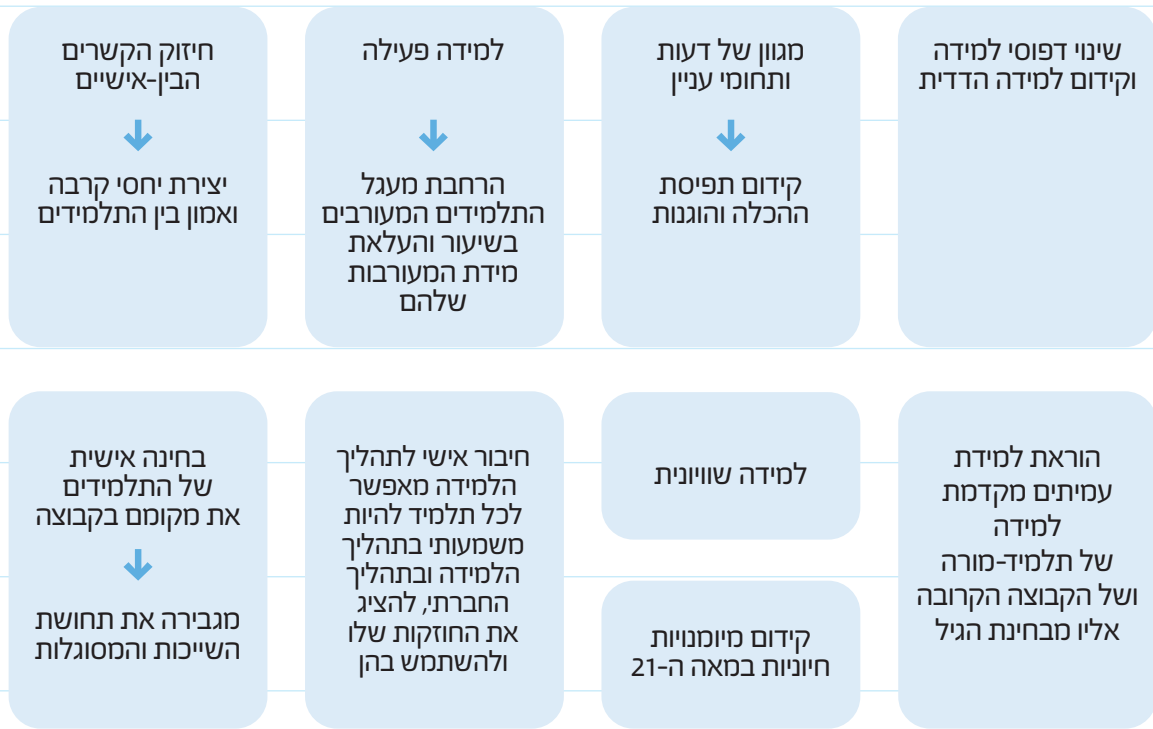 שינוי דפוסי למידה
וקידום למידה הדדית
מגוון של דעות
ותחומי עניין
קידום תפיסת
ההכלה והוגנות
למידה פעילה
הרחבת מעגל
התלמידים המעורבים
בשיעור והעלאת
מידת המעורבות
שלהם
חיזוק הקשרים
הבין-אישיים
יצירת יחסי קרבה
ואמון בין התלמידים
הוראת למידת
עמיתים מקדמת
למידה
של תלמיד-מורה
ושל הקבוצה הקרובה
אליו מבחינת הגיל
למידה שוויונית
קידום מיומנויות
חיוניות במאה ה-21
חיבור אישי לתהליך
הלמידה מאפשר
לכל תלמיד להיות
משמעותי בתהליך
הלמידה ובתהליך
החברתי, להציג
את החוזקות שלו
ולהשתמש בהן
בחינה אישית
של התלמידים
את מקומם בקבוצה
מגבירה את תחושת
השייכות והמסוגלות